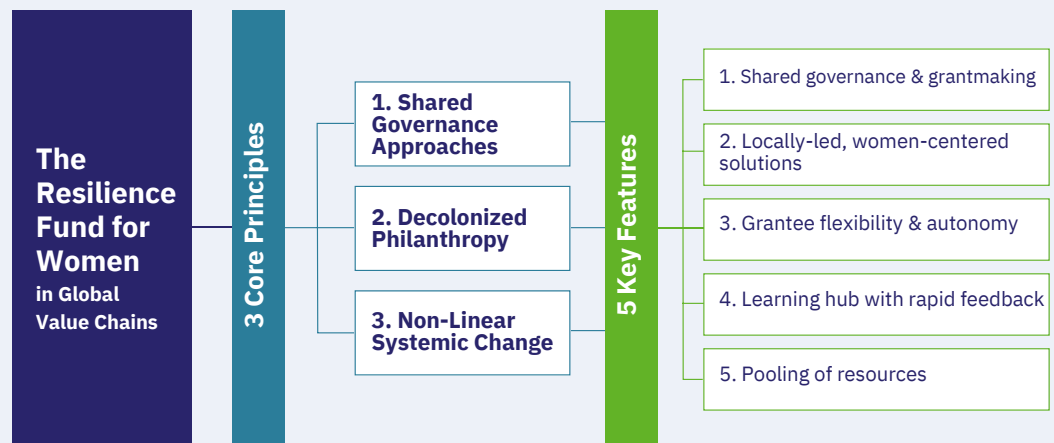 The
Resilience
Fund for
Women
in Global
Value Chains
3 Core Principles
1. Shared
Governance
Approaches
2. Decolonized
Philanthropy
3. Non-Linear
Systemic Change
5 Key Features
1. Shared governance & grantmaking
2. Locally-led, women-centered
solutions
3. Grantee flexibility & autonomy
4. Learning hub with rapid feedback
5. Pooling of resources